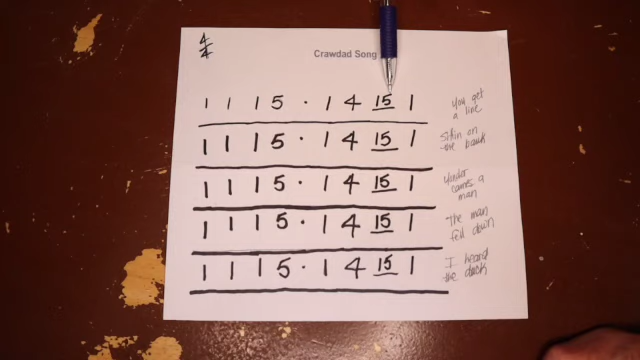 4/4
Crawdad Song
1 1 1 5 · 1 4 15 1 You get a line
1 1 1 5 · 1 4 15 1 Sittin on the bank
1 1 1 5 · 1 4 15 1 Yonder comes a man
1 1 1 5 · 1 4 15 1 The man fell down
1 1 1 5 · 1 4 15 1 I heard the duck